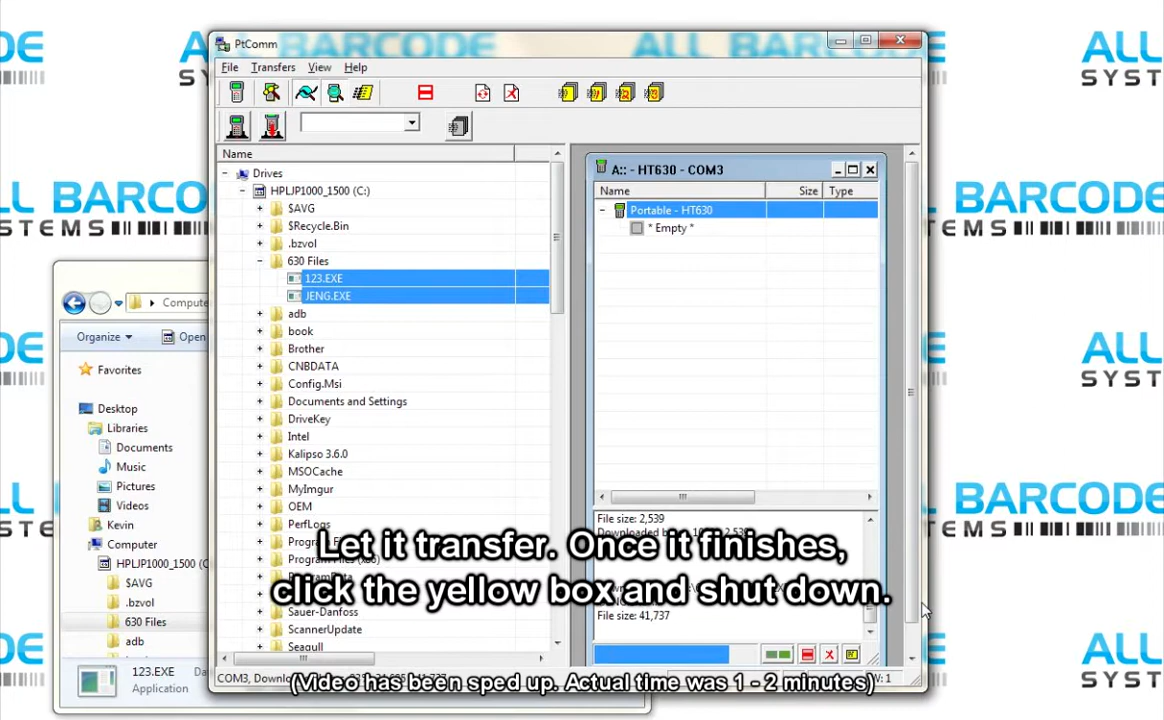 ALL BARCODE
SYSTEMS
PtComm
File Transfers View Help
Name
Drives
HPLJP1000_1500 (C:)
$AVG
$Recycle.Bin
.bzvol
630 Files
123.EXE
JENG.EXE
adb
book
Brother
CNBDATA
Config.Msi
Documents and Settings
DriveKey
Intel
Kalipso 3.6.0
MSOCache
MyImgur
OEM
PerfLogs
Sauer-Danfoss
ScannerUpdate
Seagull
A:: - HT630 - COM3
Name Size Type
Portable - HT630
* Empty *
File size: 2,539
File size: 41,737
Let it transfer. Once it finishes,
click the yellow box and shut down.
(Video has been sped up. Actual time was 1 - 2 minutes)
Organize Open
Favorites
Desktop
Libraries
Documents
Music
Pictures
Videos
Kevin
Computer
HPLJP1000_1500 (C
$AVG
.bzvol
630 Files
adb
123.EXE
Application